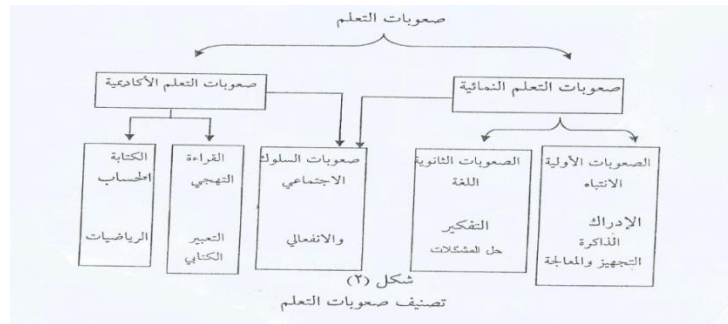 صعوبات التعلم
صعوبات التعلم النمائية
صعوبات التعلم الأكاديمية
الصعوبات الأولية
الانتباه
الإدراك
الذاكرة
التجهيز والمعالجة
الصعوبات الثانوية
اللغة
التفكير
حل المشكلات
صعوبات السلوك
الاجتماعي
والانفعالي
القراءة
التهجي
التعبير
الكتابي
الكتابة
الحساب
الرياضيات
شكل (٢)
تصنيف صعوبات التعلم